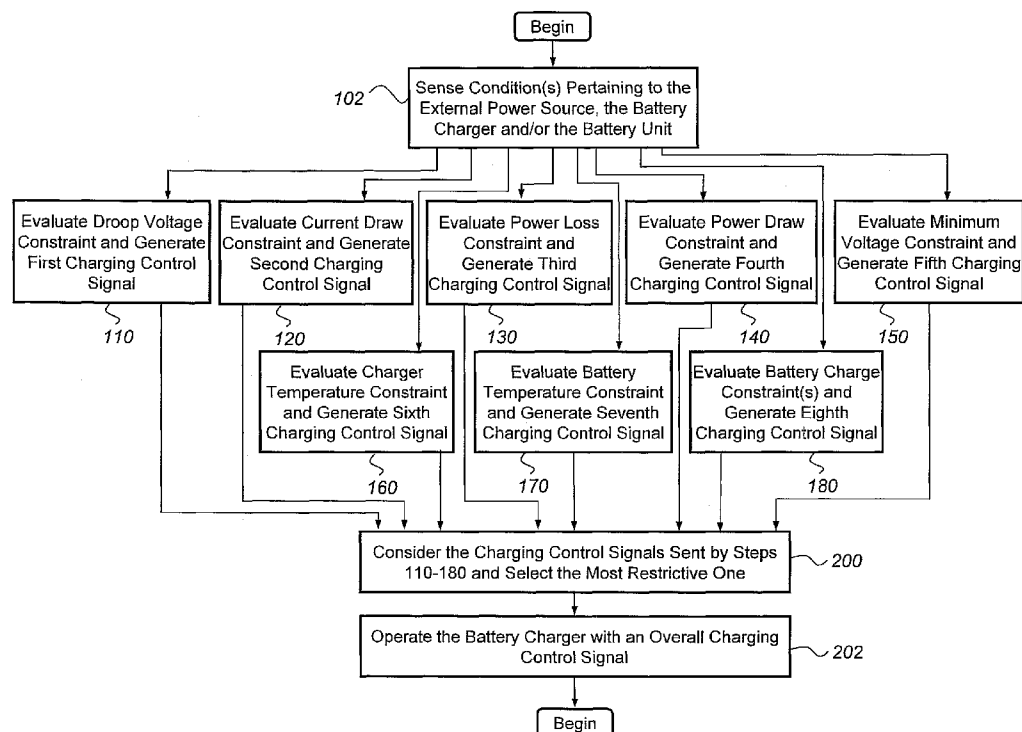 Begin
102
Sense Condition(s) Pertaining to the
External Power Source, the Battery
Charger and/or the Battery Unit
Evaluate Droop Voltage
Constraint and Generate
First Charging Control
Signal
110
Evaluate Current Draw
Constraint and Generate
Second Charging
Control Signal
120
Evaluate Power Loss
Constraint and
Generate Third
Charging Control Signal
130
Evaluate Power Draw
Constraint and
Generate Fourth
Charging Control Signal
140
Evaluate Minimum
Voltage Constraint and
Generate Fifth Charging
Control Signal
150
Evaluate Charger
Temperature Constraint
and Generate Sixth
Charging Control Signal
160
Evaluate Battery
Temperature Constraint
and Generate Seventh
Charging Control Signal
170
Evaluate Battery Charge
Constraint(s) and
Generate Eighth
Charging Control Signal
180
Consider the Charging Control Signals Sent by Steps
110-180 and Select the Most Restrictive One
200
Operate the Battery Charger with an Overall Charging
Control Signal
202
Begin